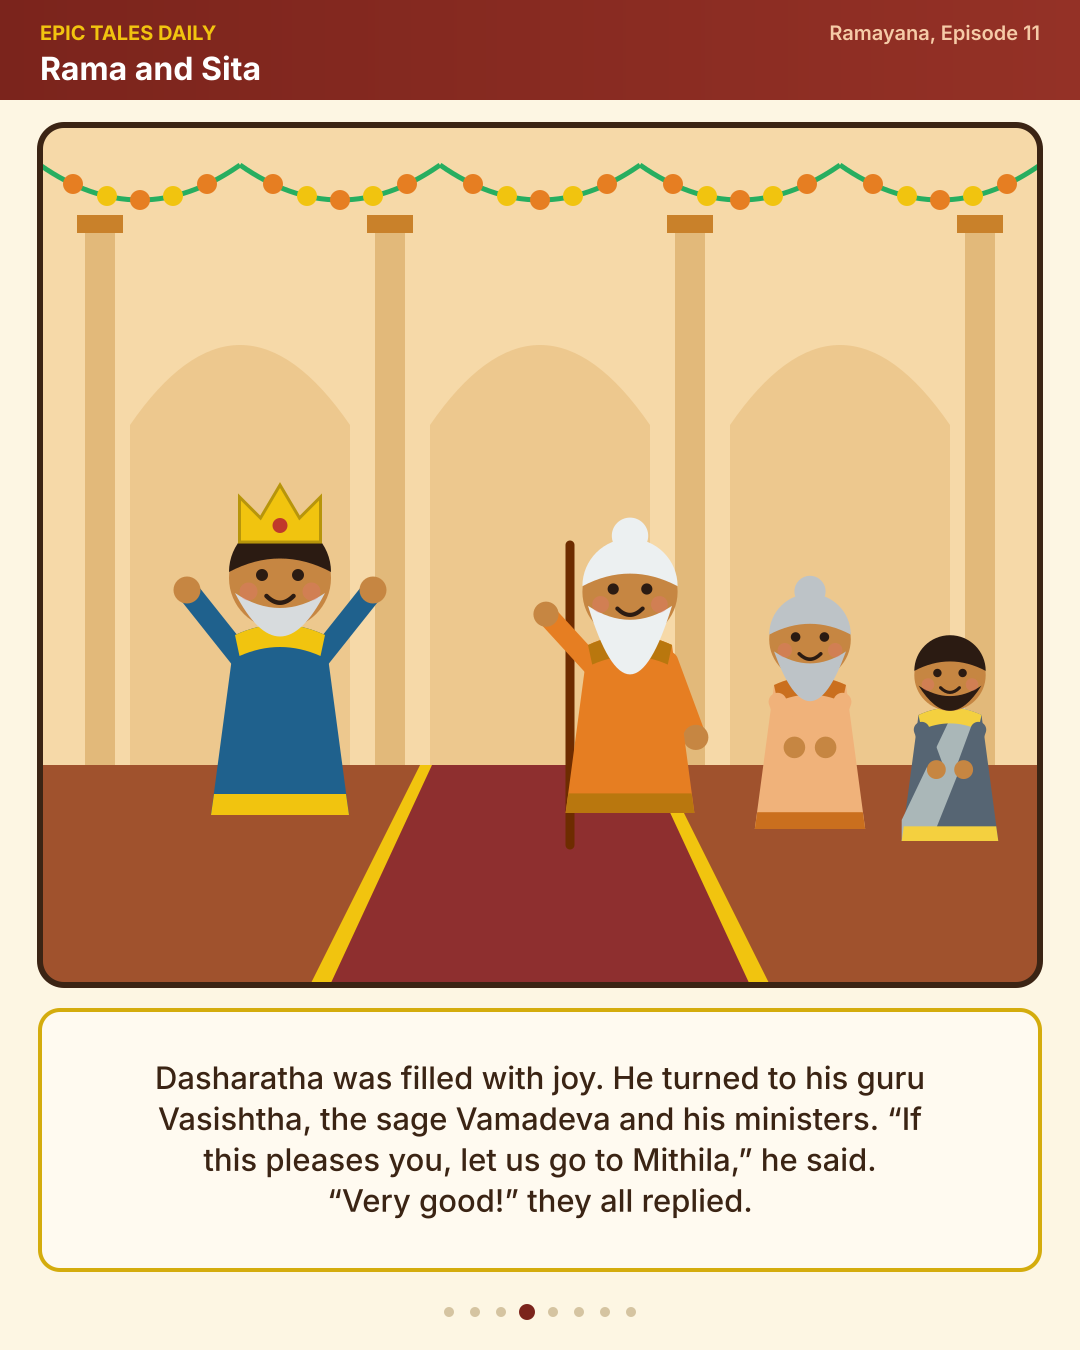 EPIC TALES DAILY
Ramayana, Episode 11
Rama and Sita
Dasharatha was filled with joy. He turned to his guru
Vasishtha, the sage Vamadeva and his ministers. “If
this pleases you, let us go to Mithila,” he said.
“Very good!” they all replied.